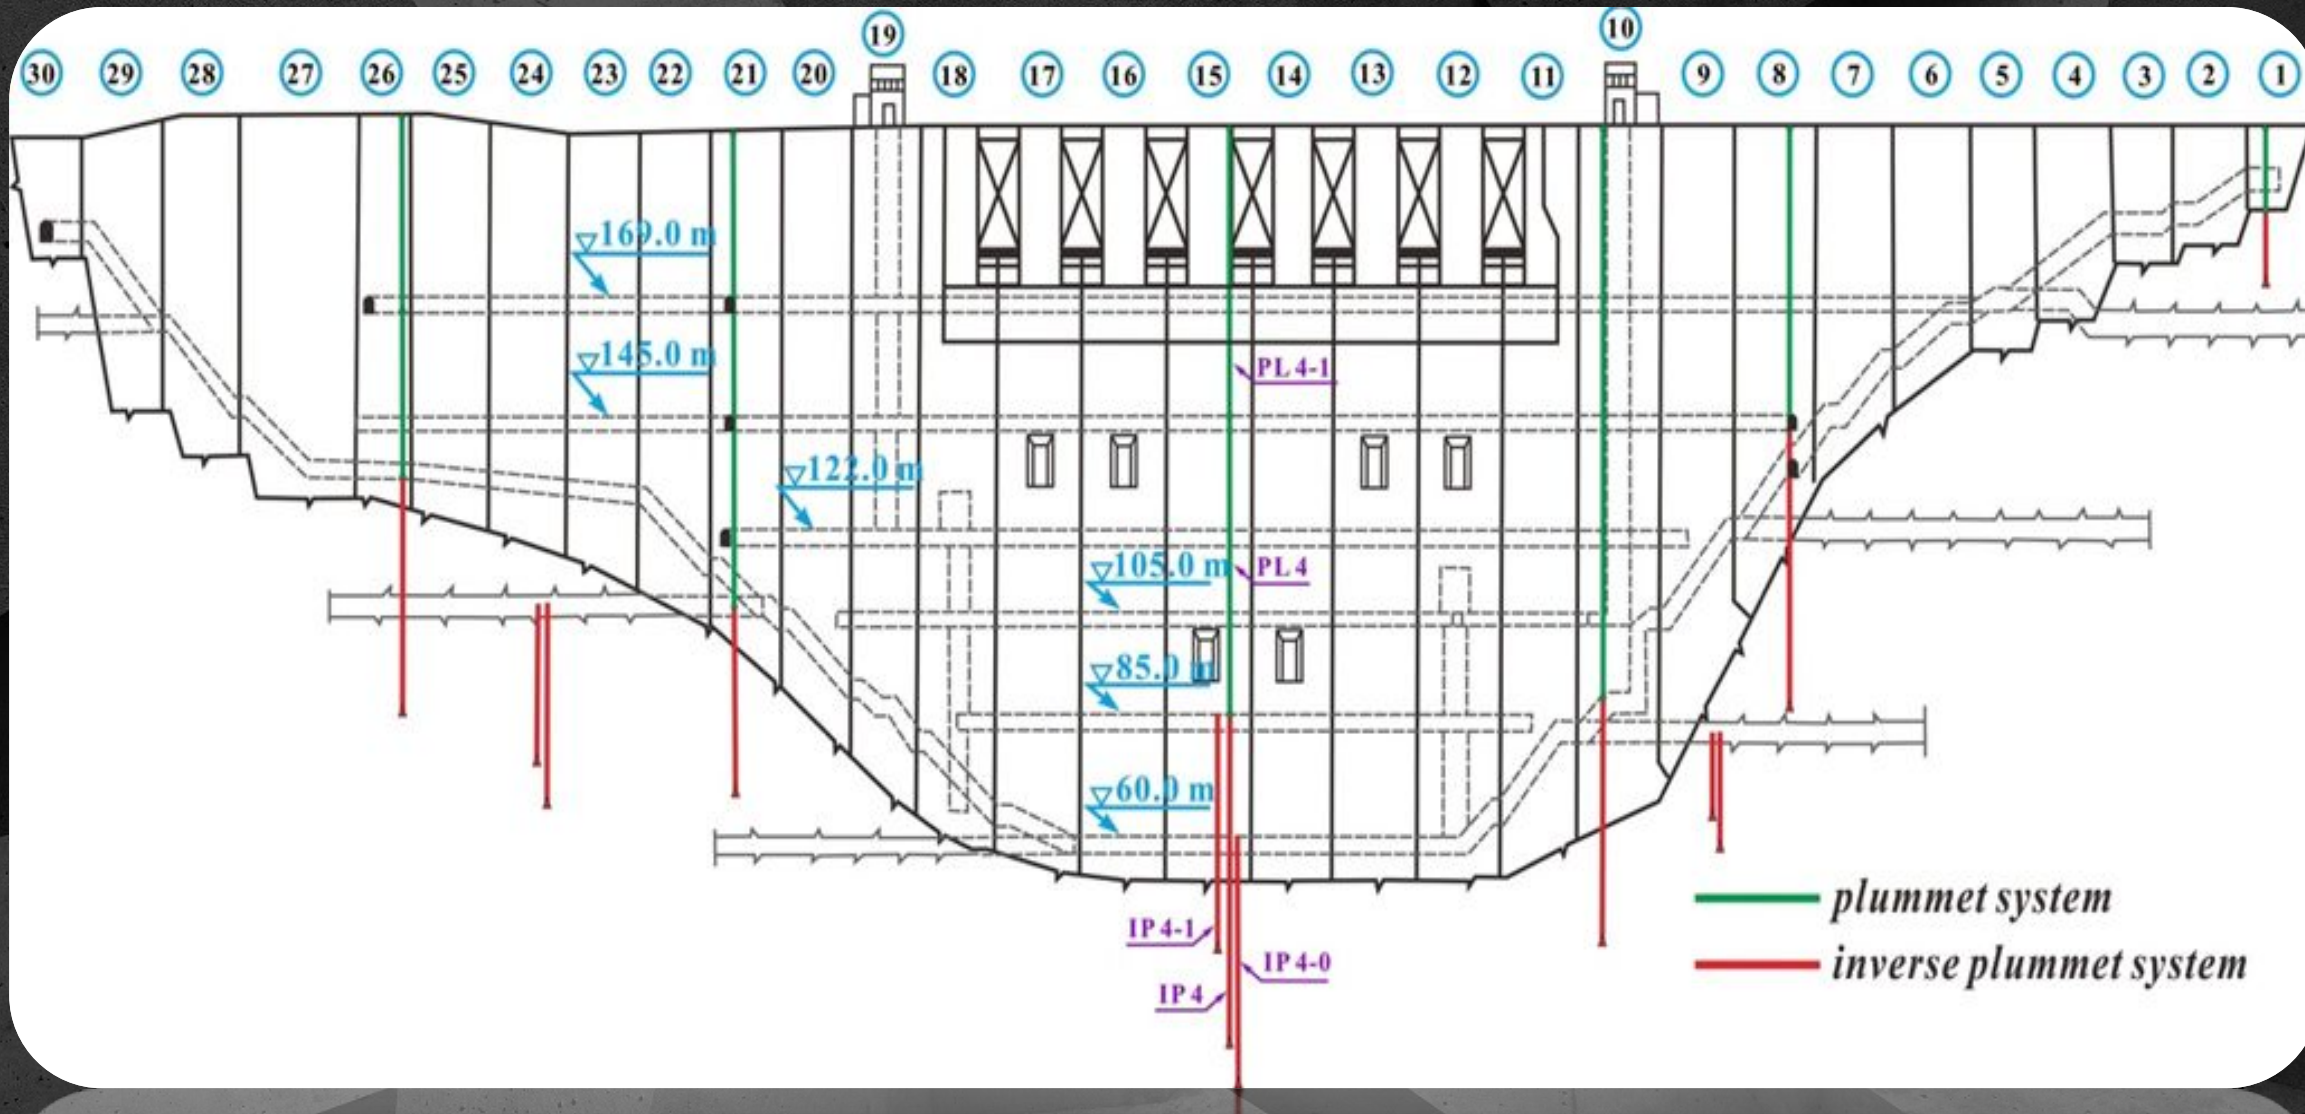 19 10
30 29 28 27 26 25 24 23 22 21 20 18 17 16 15 14 13 12 11 9 8 7 6 5 4 3 2 1
▽169.0 m
▽145.0 m
PL 4-1
▽122.0 m
▽105.0 m
PL 4
▽85.0 m
▽60.0 m
plummet system
IP 4-1
IP 4-0
inverse plummet system
IP 4